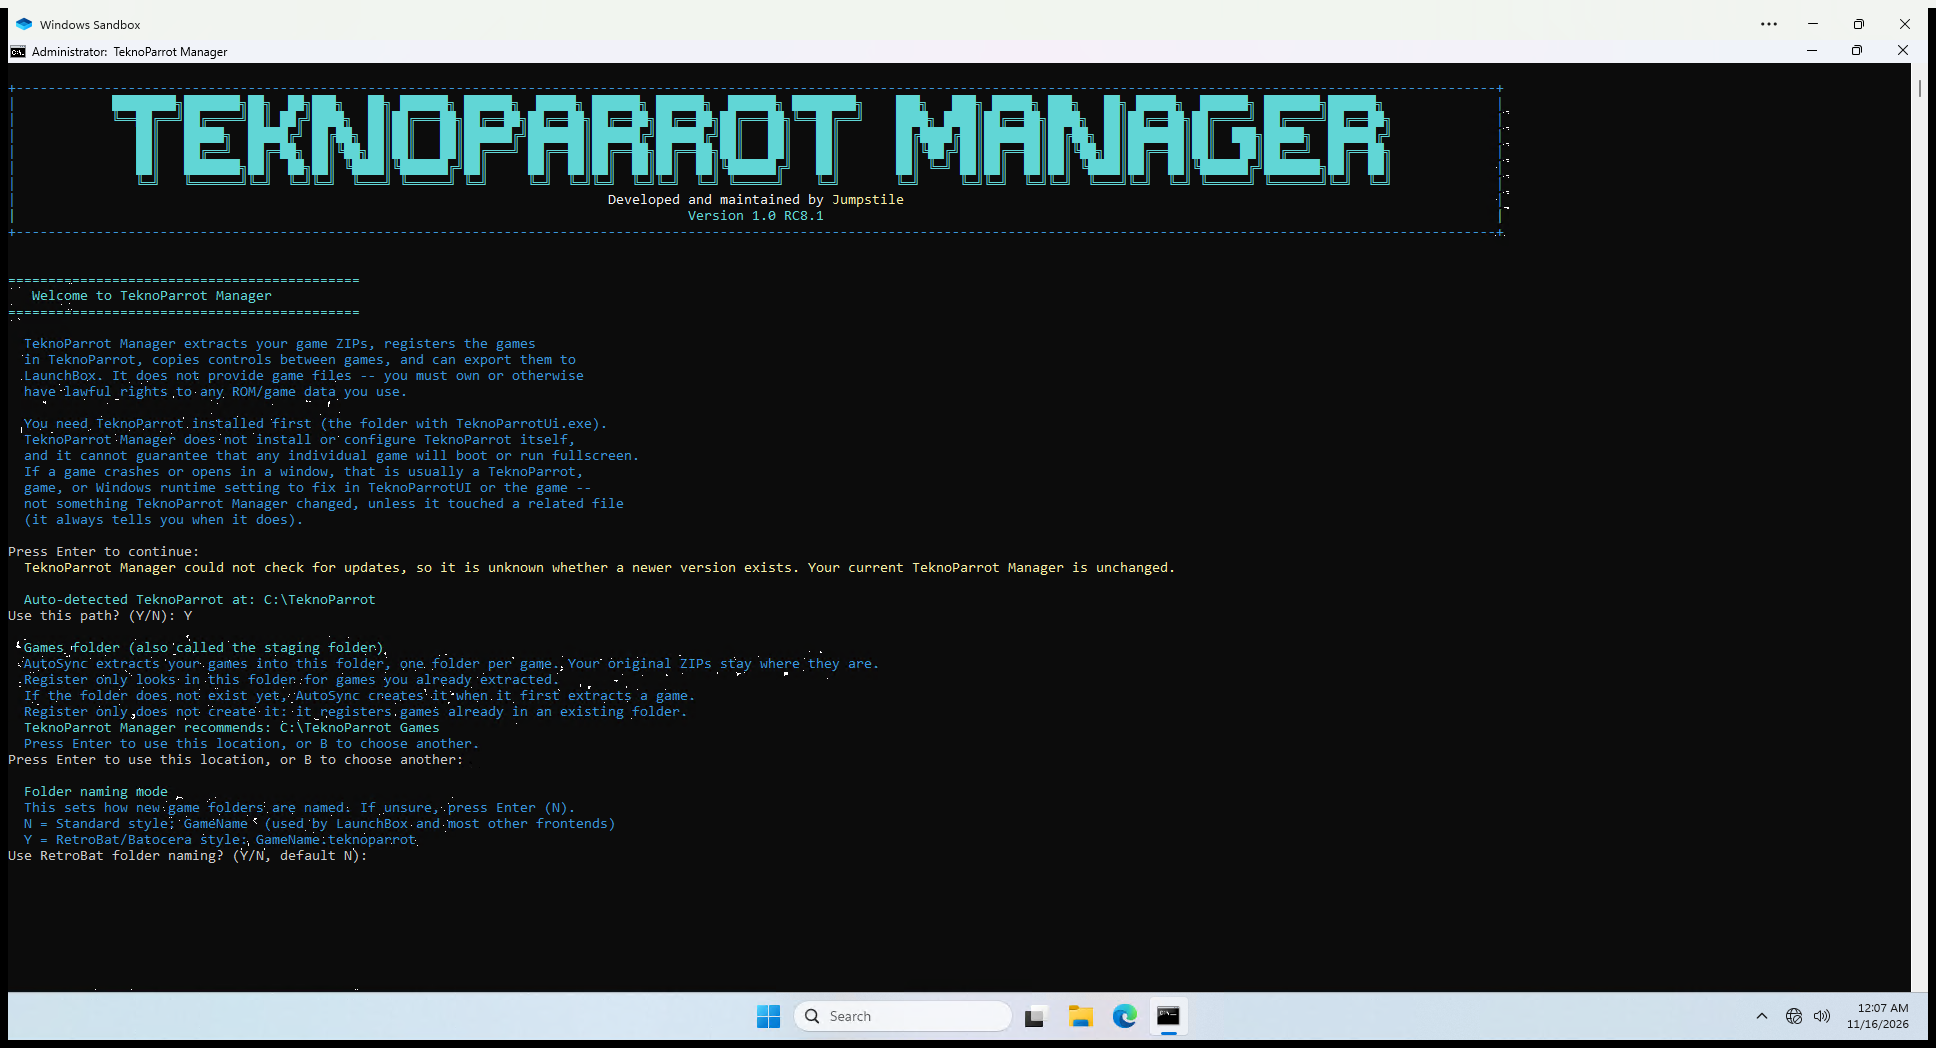 Windows Sandbox
Administrator: TeknoParrot Manager
TEKNOPARROT MANAGER
Developed and maintained by Jumpstile
Version 1.0 RC8.1
Welcome to TeknoParrot Manager
TeknoParrot Manager extracts your game ZIPs, registers the games
in TeknoParrot, copies controls between games, and can export them to
LaunchBox. It does not provide game files -- you must own or otherwise
have lawful rights to any ROM/game data you use.
You need TeknoParrot installed first (the folder with TeknoParrotUi.exe).
TeknoParrot Manager does not install or configure TeknoParrot itself,
and it cannot guarantee that any individual game will boot or run fullscreen.
If a game crashes or opens in a window, that is usually a TeknoParrot,
game, or Windows runtime setting to fix in TeknoParrotUI or the game --
not something TeknoParrot Manager changed, unless it touched a related file
(it always tells you when it does).
Press Enter to continue:
TeknoParrot Manager could not check for updates, so it is unknown whether a newer version exists. Your current TeknoParrot Manager is unchanged.
Auto-detected TeknoParrot at: C:\TeknoParrot
Use this path? (Y/N): Y
Games folder (also called the staging folder)
AutoSync extracts your games into this folder, one folder per game. Your original ZIPs stay where they are.
Register only looks in this folder for games you already extracted.
If the folder does not exist yet, AutoSync creates it when it first extracts a game.
Register only does not create it: it registers games already in an existing folder.
TeknoParrot Manager recommends: C:\TeknoParrot Games
Press Enter to use this location, or B to choose another.
Press Enter to use this location, or B to choose another:
Folder naming mode
This sets how new game folders are named. If unsure, press Enter (N).
N = Standard style: GameName (used by LaunchBox and most other frontends)
Y = RetroBat/Batocera style: GameName.teknoparrot
Use RetroBat folder naming? (Y/N, default N):
Search
12:07 AM
11/16/2026